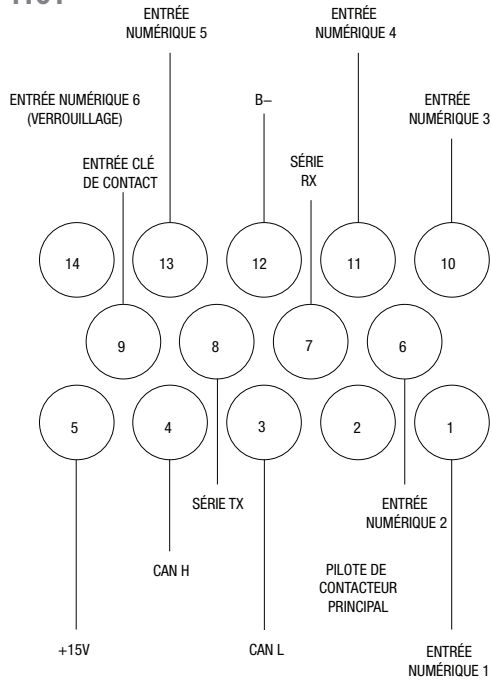 ENTRÉE
NUMÉRIQUE 5
ENTRÉE
NUMÉRIQUE 4
ENTRÉE NUMÉRIQUE 6
(VERROUILLAGE)
B–
ENTRÉE
NUMÉRIQUE 3
ENTRÉE CLÉ
DE CONTACT
SÉRIE
RX
14
13
12
11
10
9
8
7
6
5
4
3
2
1
SÉRIE TX
ENTRÉE
NUMÉRIQUE 2
CAN H
PILOTE DE
CONTACTEUR
PRINCIPAL
+15V
CAN L
ENTRÉE
NUMÉRIQUE 1